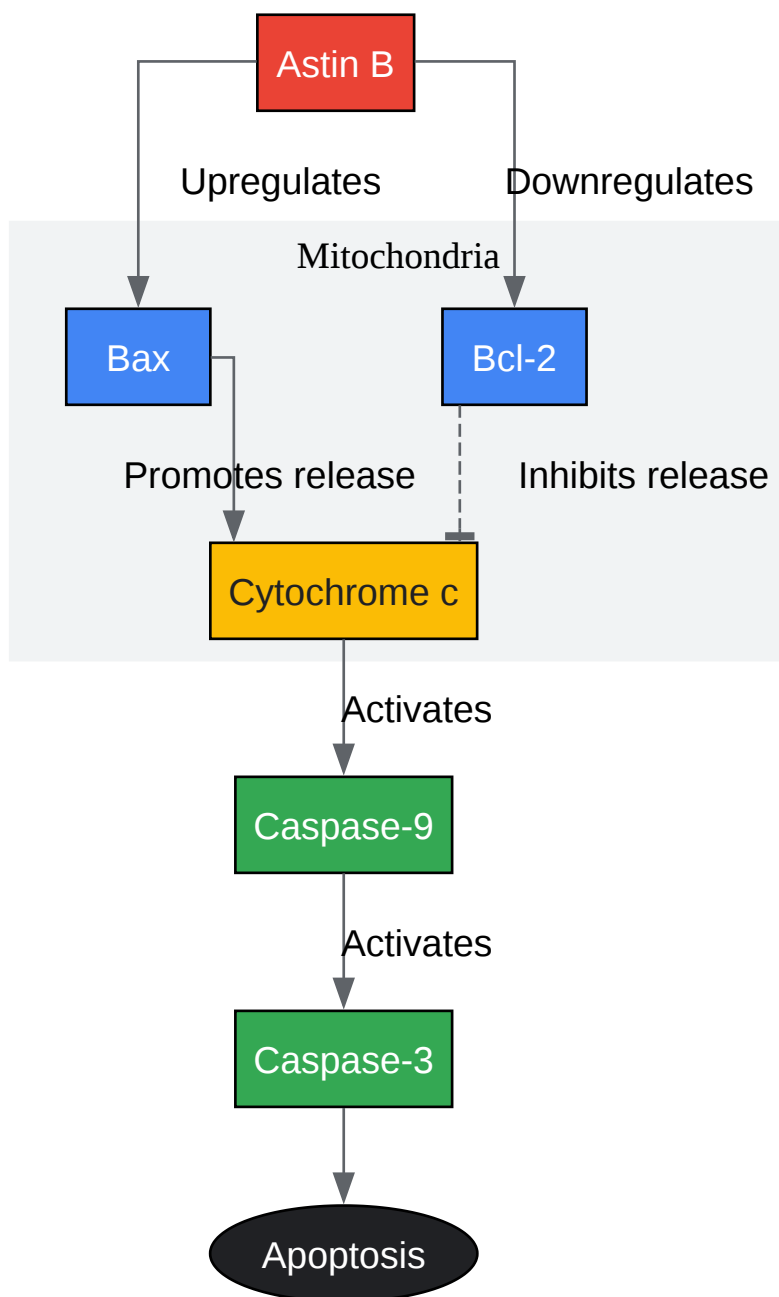 Astin B
Upregulates
Downregulates
Mitochondria
Bax
Bcl-2
Promotes release
Inhibits release
Cytochrome c
Activates
Caspase-9
Activates
Caspase-3
Apoptosis